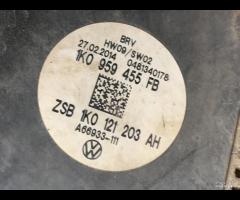 BRV
HW09/SW02
27.02.2014 0481340178
1K0 959 455 FB
ZSB 1K0 121 203 AH
A66933-111